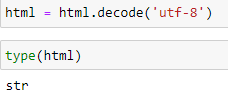 html = html.decode('utf-8')
type(html)
str